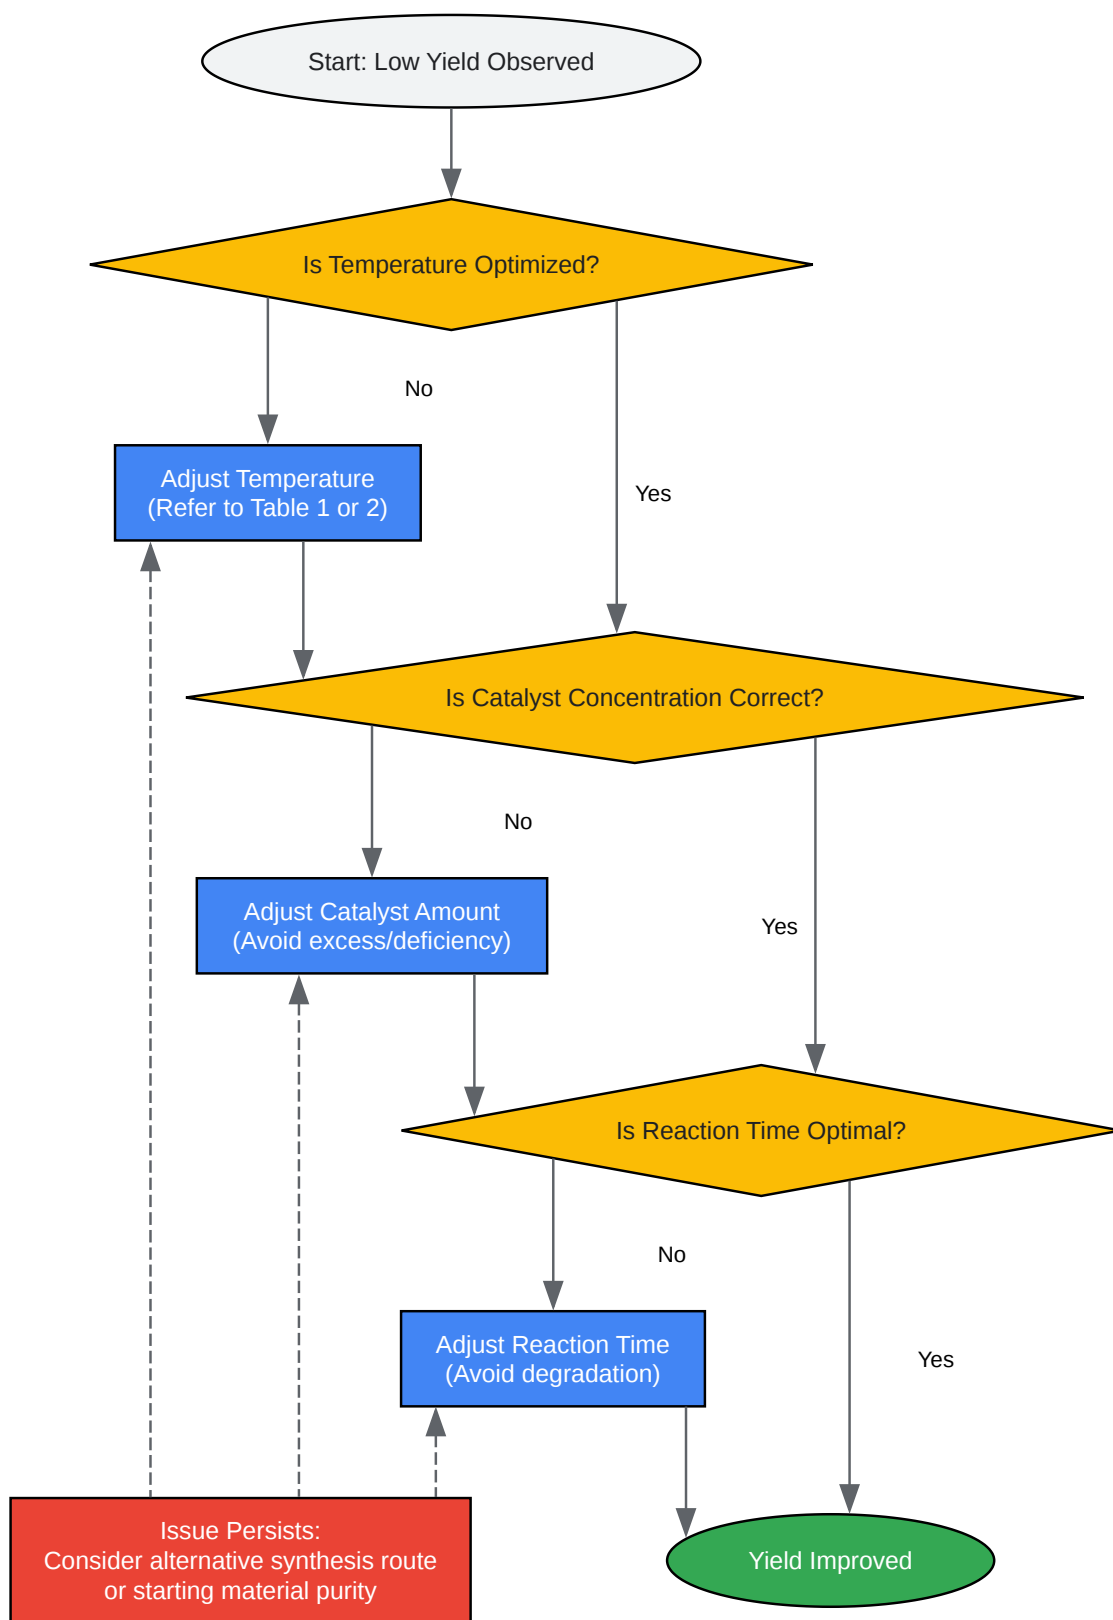 Start: Low Yield Observed
Is Temperature Optimized?
No
Adjust Temperature
(Refer to Table 1 or 2)
Yes
Is Catalyst Concentration Correct?
No
Adjust Catalyst Amount
(Avoid excess/deficiency)
Yes
Is Reaction Time Optimal?
No
Adjust Reaction Time
(Avoid degradation)
Yes
Issue Persists:
Consider alternative synthesis route
or starting material purity
Yield Improved